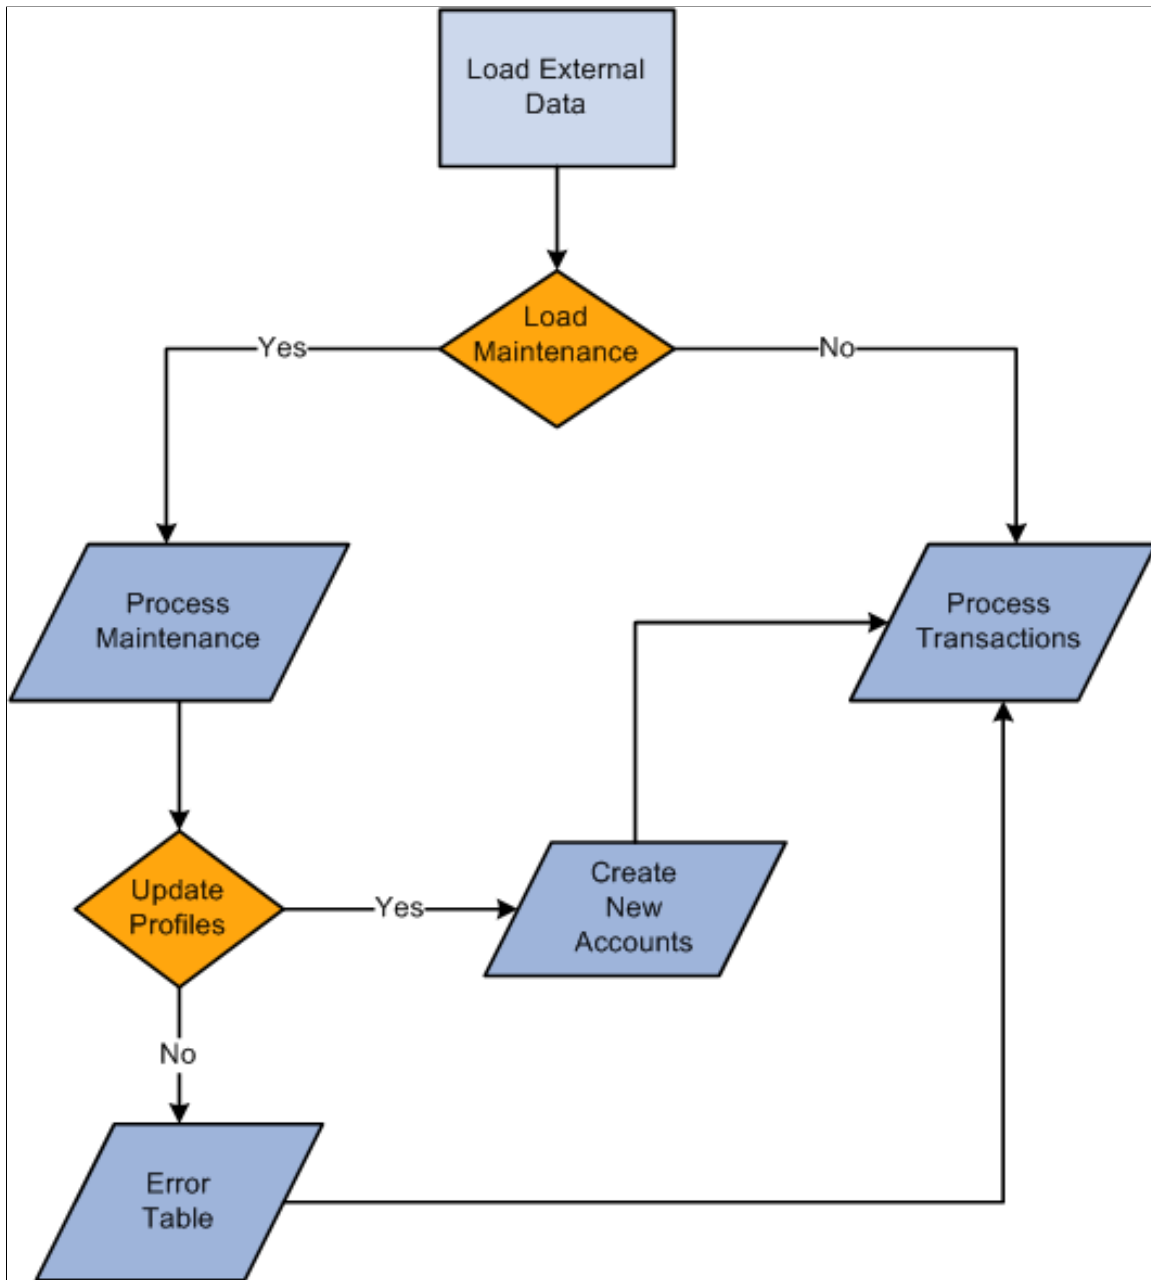 Load External
Data
Load
Maintenance
Yes
No
Process
Maintenance
Process
Transactions
Update
Profiles
Yes
Create
New
Accounts
No
Error
Table